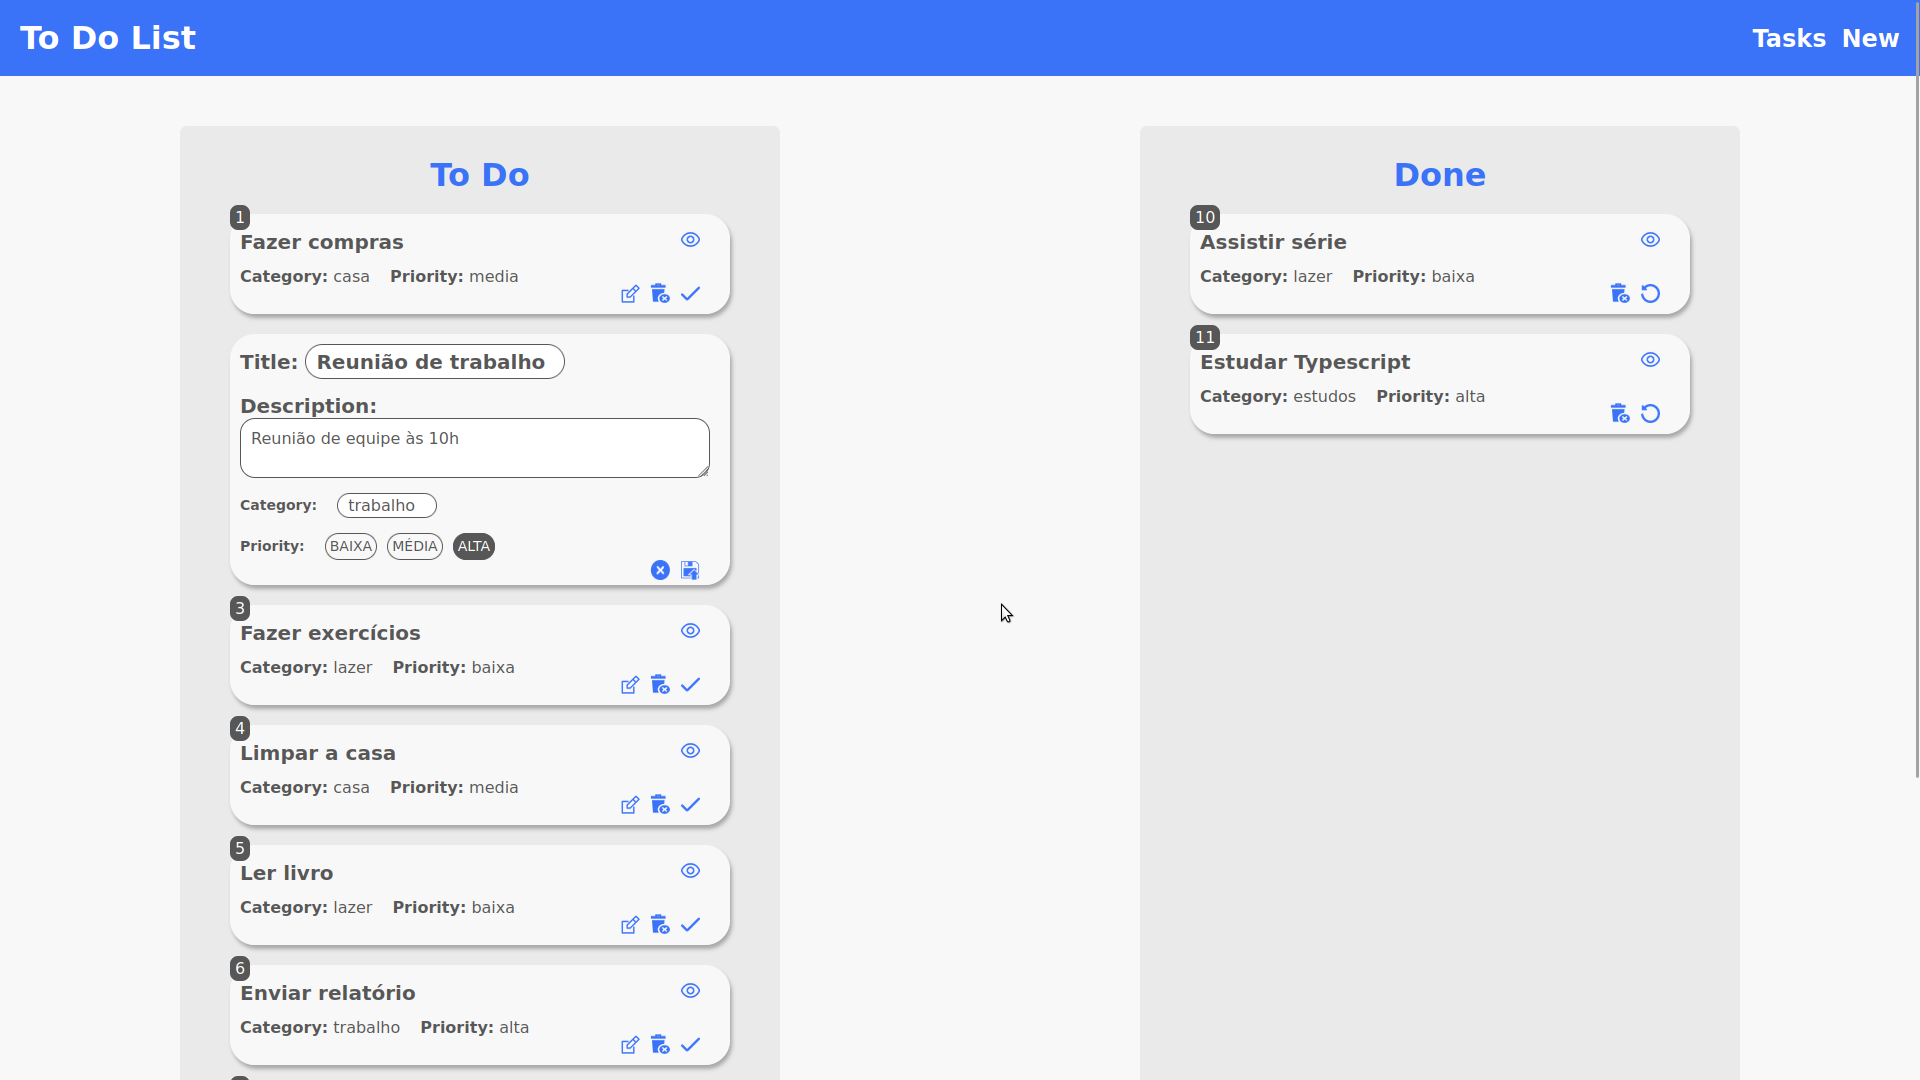 To Do List
Tasks New
To Do
1
Fazer compras
Category: casa Priority: media
Title: Reunião de trabalho
Description:
Reunião de equipe às 10h
Category: trabalho
Priority: BAIXA MÉDIA ALTA
3
Fazer exercícios
Category: lazer Priority: baixa
4
Limpar a casa
Category: casa Priority: media
5
Ler livro
Category: lazer Priority: baixa
6
Enviar relatório
Category: trabalho Priority: alta
Done
10
Assistir série
Category: lazer Priority: baixa
11
Estudar Typescript
Category: estudos Priority: alta